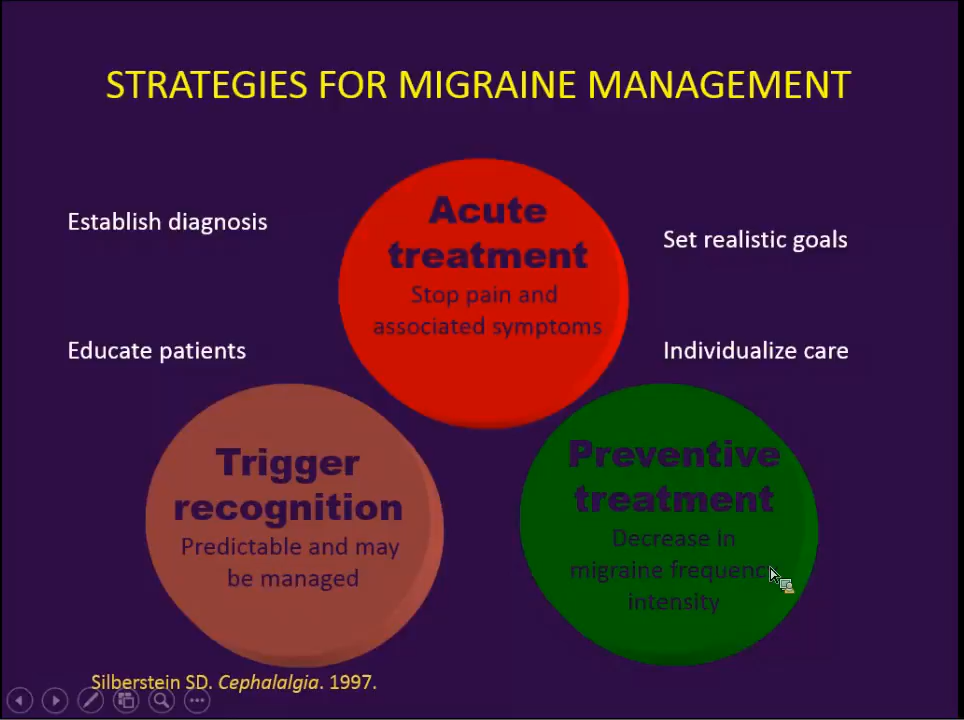 STRATEGIES FOR MIGRAINE MANAGEMENT
Establish diagnosis
Educate patients
Acute
treatment
Stop pain and
associated symptoms
Set realistic goals
Individualize care
Trigger
recognition
Predictable and may
be managed
Preventive
treatment
Decrease in
migraine
intensity
Silberstein SD. Cephalalgia. 1997.